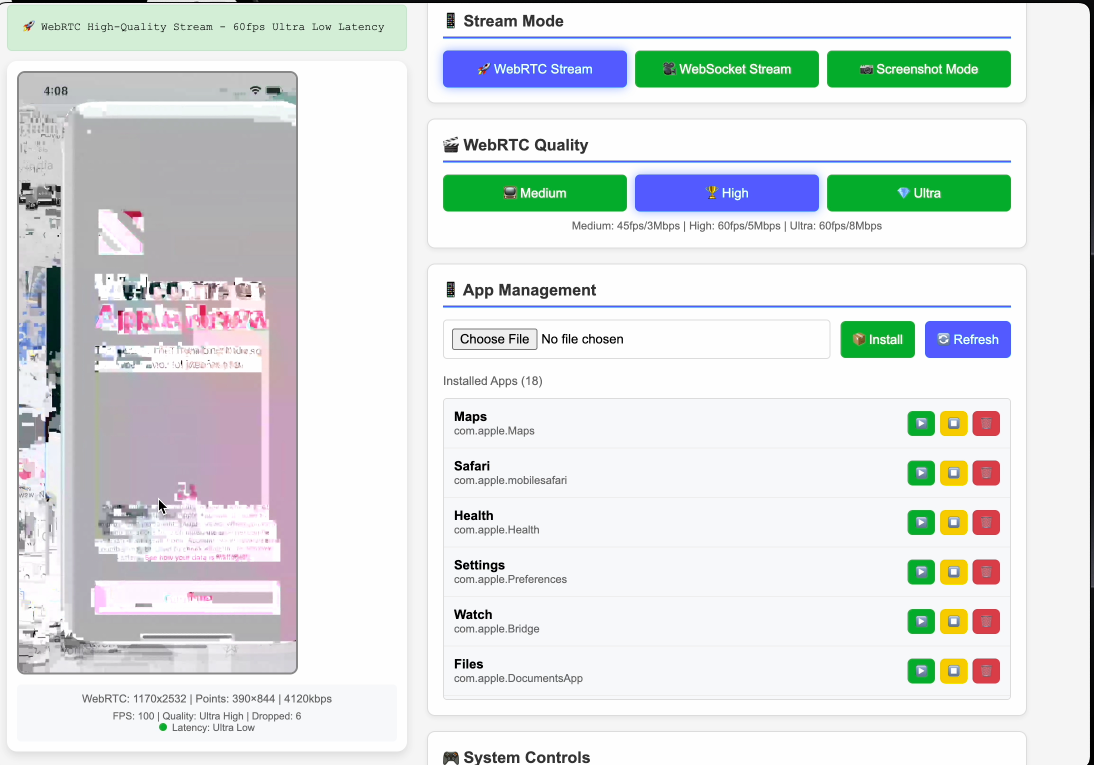 🚀 WebRTC High-Quality Stream - 60fps Ultra Low Latency
4:08
WebRTC: 1170x2532 | Points: 390×844 | 4120kbps
FPS: 100 | Quality: Ultra High | Dropped: 6
Latency: Ultra Low
📱 Stream Mode
🚀 WebRTC Stream
🎥 WebSocket Stream
📷 Screenshot Mode
🎬 WebRTC Quality
📺 Medium
🏆 High
💎 Ultra
Medium: 45fps/3Mbps | High: 60fps/5Mbps | Ultra: 60fps/8Mbps
📱 App Management
Choose File No file chosen
📦 Install
🔄 Refresh
Installed Apps (18)
Maps
com.apple.Maps
Safari
com.apple.mobilesafari
Health
com.apple.Health
Settings
com.apple.Preferences
Watch
com.apple.Bridge
Files
com.apple.DocumentsApp
🎮 System Controls